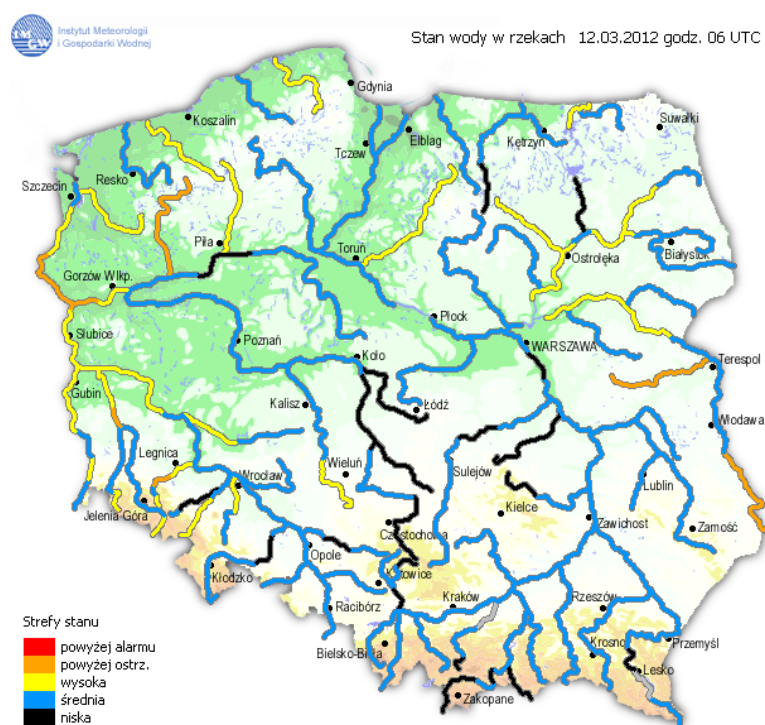 Instytut Meteorologii
i Gospodarki Wodnej
Stan wody w rzekach 12.03.2012 godz. 06 UTC
Gdynia
Koszalin
Suwałki
Elbląg
Kętrzyn
Tczew
Resko
Szczecin
Piła
Białystok
Toruń
Ostrołęka
Gorzów Wlkp.
Płock
Słubice
Poznań
WARSZAWA
Koło
Terespol
Gubin
Kalisz
Łódź
Włodawa
Legnica
Wieluń
Sulejów
Wrocław
Lublin
Jelenia Góra
Kielce
Zawichost
Częstochowa
Zamość
Opole
Kłodzko
Katowice
Racibórz
Kraków
Rzeszów
Strefy stanu
Przemyśl
Bielsko-Biała
Krosno
powyżej alarmu
Lesko
powyżej ostrz.
wysoka
Zakopane
średnia
niska